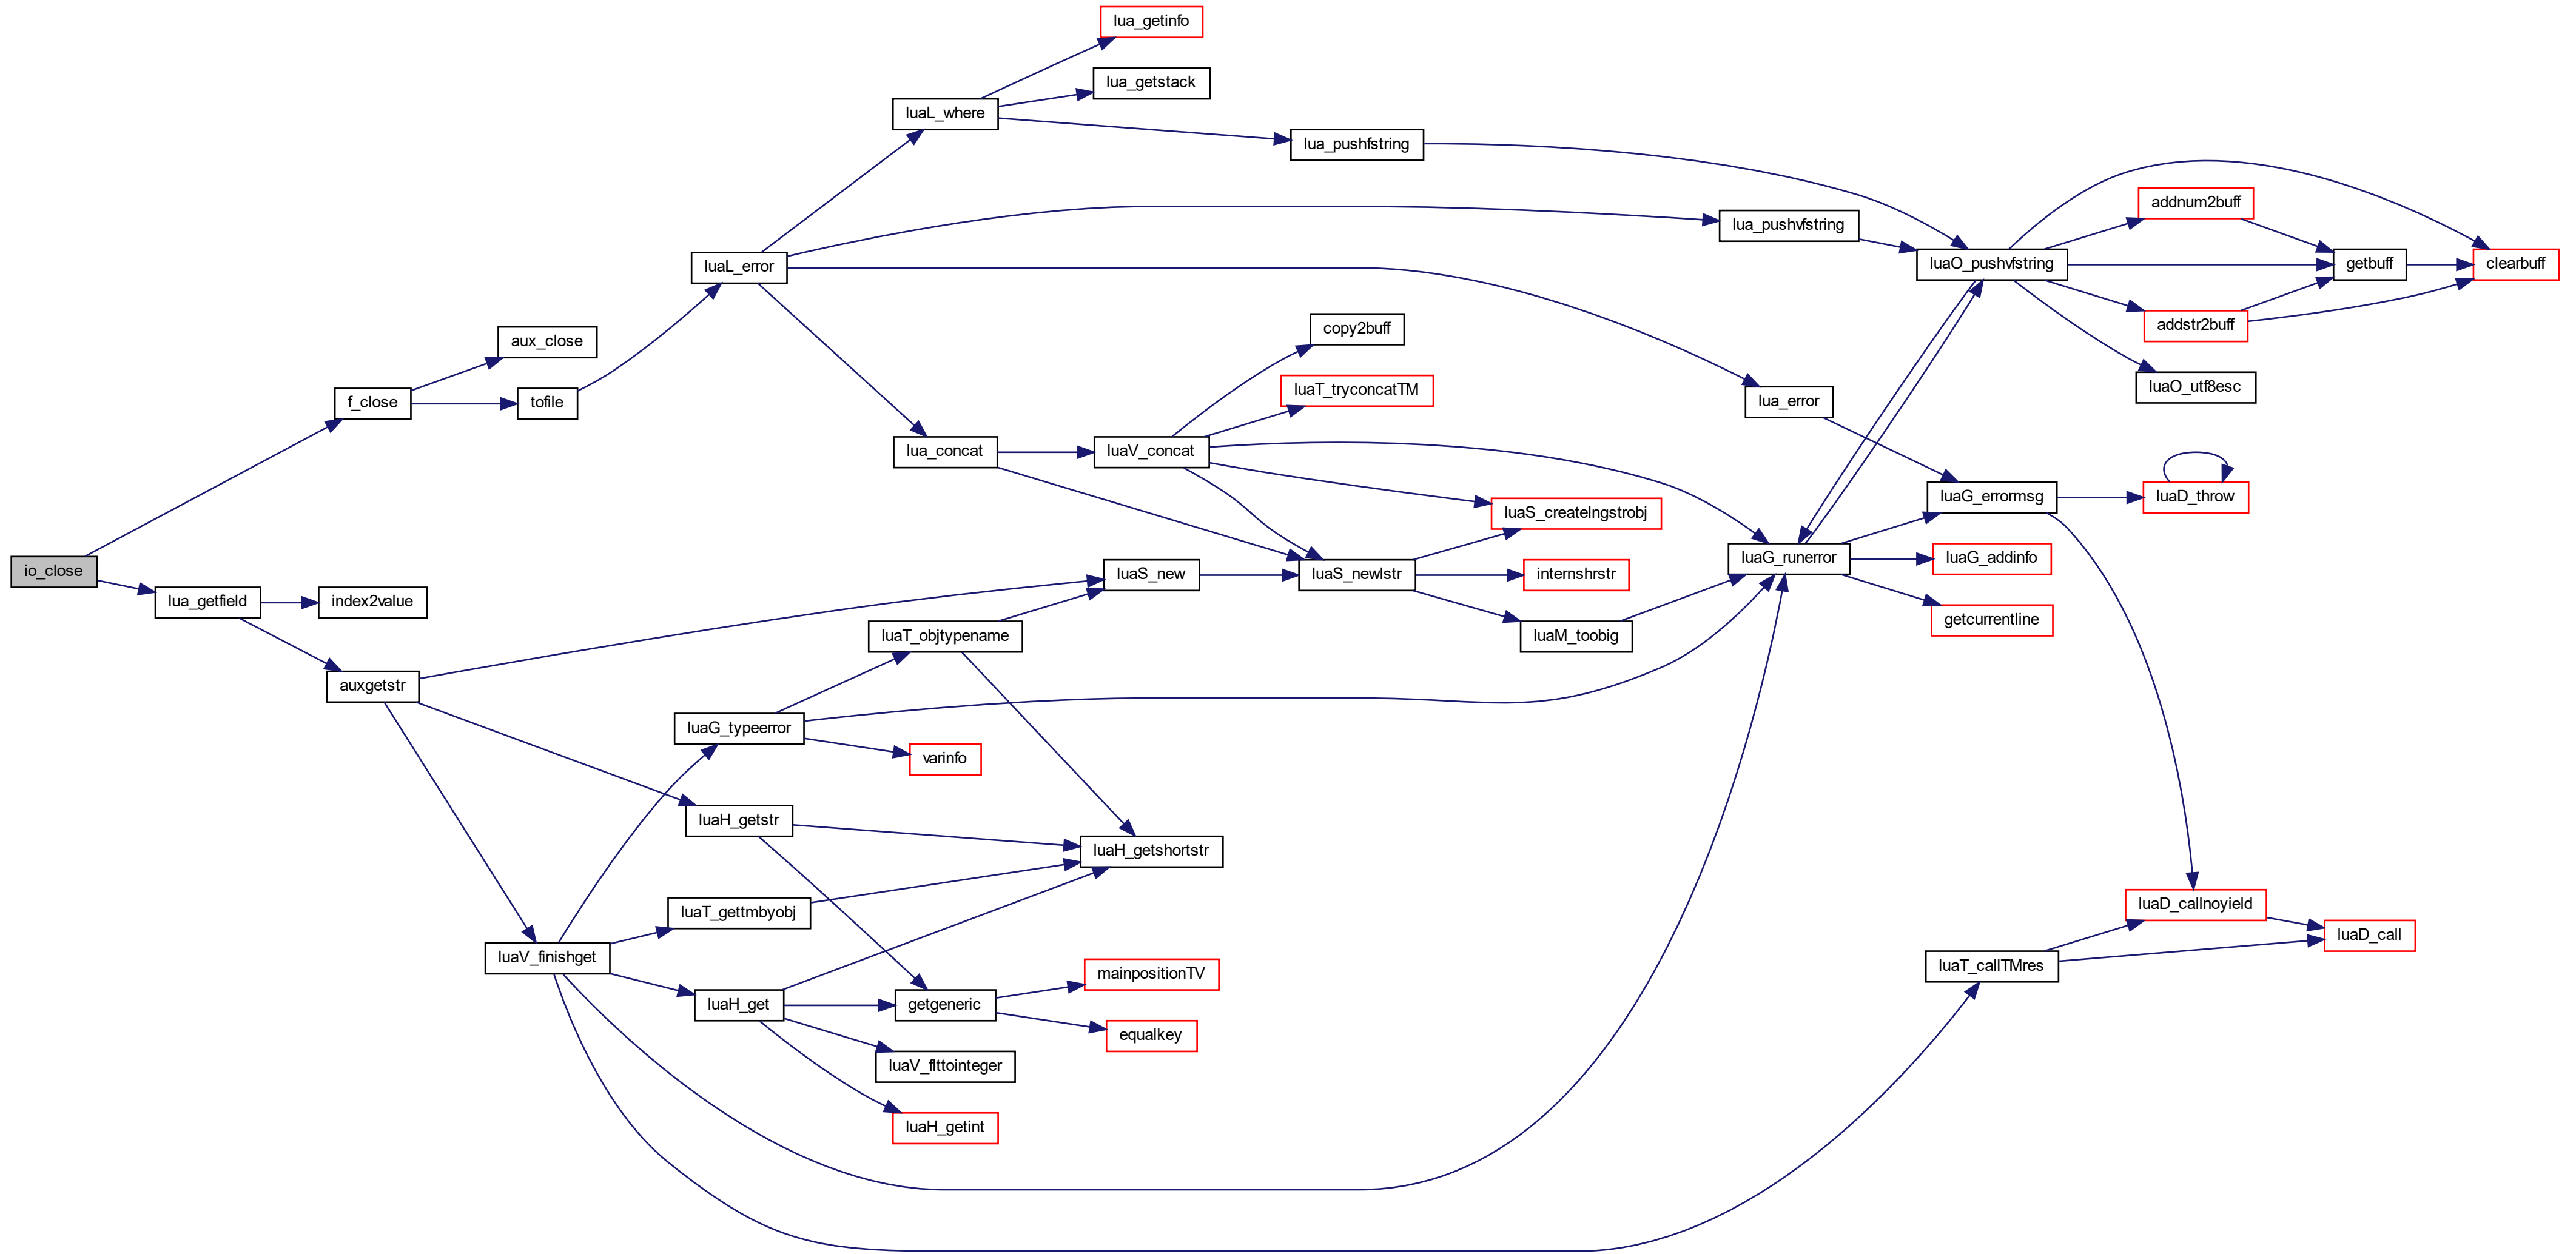 lua_getinfo
lua_getstack
luaL_where
lua_pushfstring
addnum2buff
lua_pushvfstring
luaL_error
luaO_pushvfstring
getbuff
clearbuff
copy2buff
addstr2buff
aux_close
luaO_utf8esc
luaT_tryconcatTM
f_close
tofile
lua_error
lua_concat
luaV_concat
luaG_errormsg
luaD_throw
luaS_createlngstrobj
luaG_runerror
luaG_addinfo
io_close
luaS_new
luaS_newlstr
internshrstr
lua_getfield
index2value
getcurrentline
luaT_objtypename
luaM_toobig
auxgetstr
luaG_typeerror
varinfo
luaH_getstr
luaH_getshortstr
luaD_callnoyield
luaT_gettmbyobj
luaD_call
luaV_finishget
luaT_callTMres
mainpositionTV
luaH_get
getgeneric
equalkey
luaV_flttointeger
luaH_getint